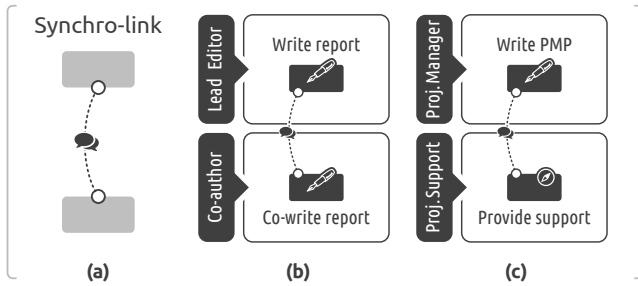 Synchro-link
(a)
Lead Editor
Write report
Co-author
Co-write report
(b)
Proj. Manager
Write PMP
Proj. Support
Provide support
(c)